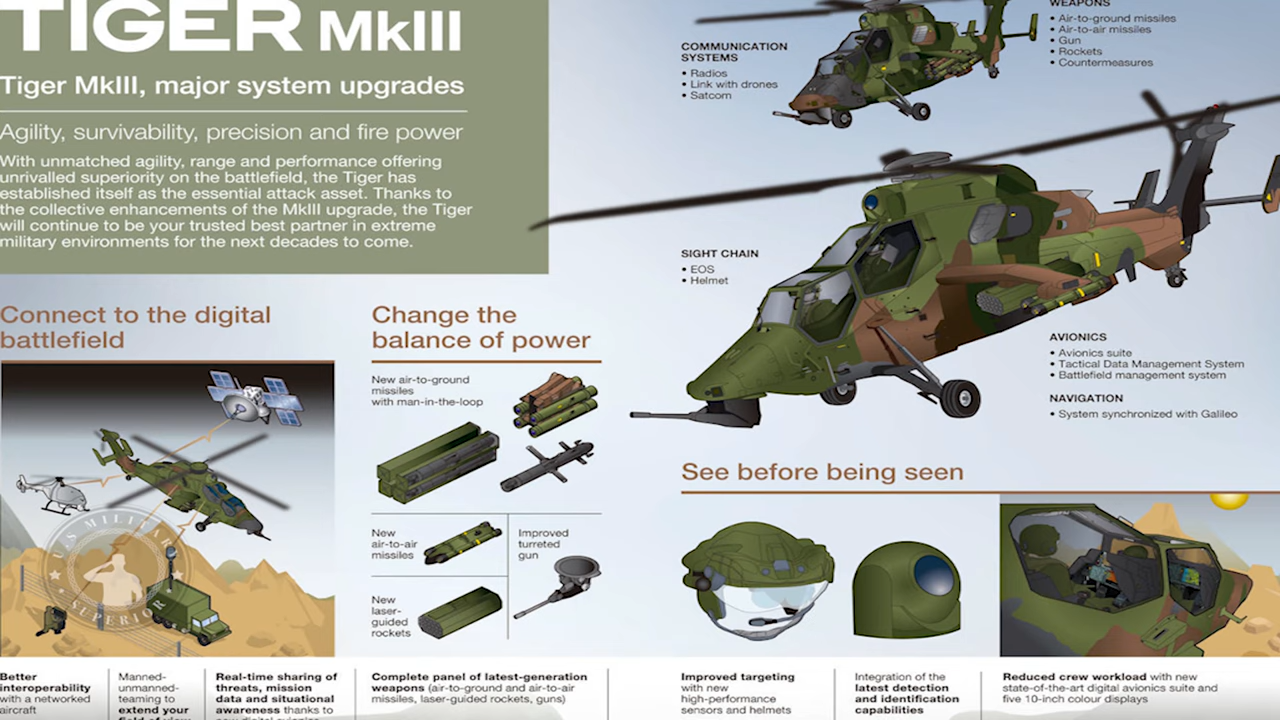 TIGER MkIII
Tiger MkIII, major system upgrades
Agility, survivability, precision and fire power
With unmatched agility, range and performance offering
unrivalled superiority on the battlefield, the Tiger has
established itself as the essential attack asset. Thanks to
the collective enhancements of the MkIII upgrade, the Tiger
will continue to be your trusted best partner in extreme
military environments for the next decades to come.
COMMUNICATION
SYSTEMS
• Radios
• Link with drones
• Satcom
WEAPONS
• Air-to-ground missiles
• Air-to-air missiles
• Gun
• Rockets
• Countermeasures
SIGHT CHAIN
• EOS
• Helmet
AVIONICS
• Avionics suite
• Tactical Data Management System
• Battlefield management system
NAVIGATION
• System synchronized with Galileo
Connect to the digital
battlefield
US MILITARY
SUPERIOR
Change the
balance of power
New air-to-ground
missiles
with man-in-the-loop
New
air-to-air
missiles
Improved
turreted
gun
New
laser-
guided
rockets
See before being seen
Better
interoperability
with a networked
aircraft
Manned-
unmanned-
teaming to
extend your
field of view
Real-time sharing of
threats, mission
data and situational
awareness thanks to
new digital avionics
Complete panel of latest-generation
weapons (air-to-ground and air-to-air
missiles, laser-guided rockets, guns)
Improved targeting
with new
high-performance
sensors and helmets
Integration of the
latest detection
and identification
capabilities
Reduced crew workload with new
state-of-the-art digital avionics suite and
five 10-inch colour displays